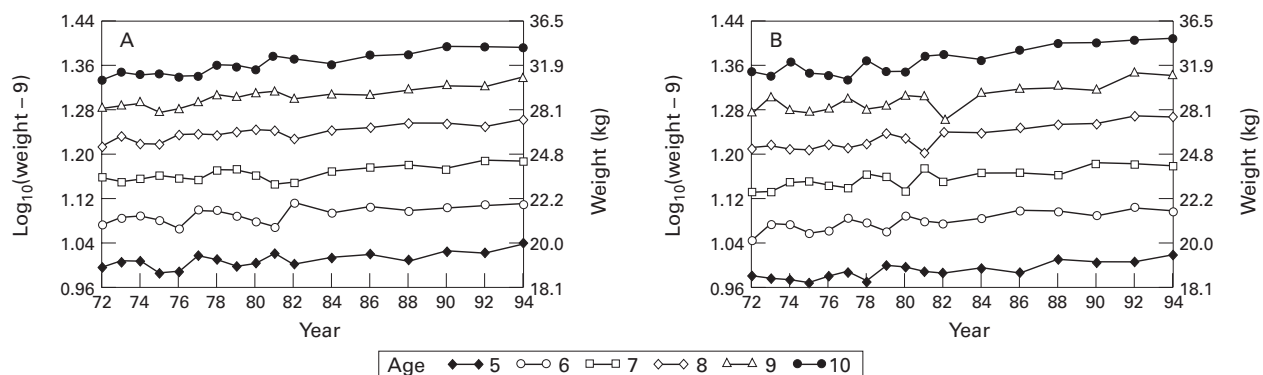 A
1.44
1.36
1.28
1.20
1.12
1.04
0.96
Log10(weight – 9)
36.5
31.9
28.1
24.8
22.2
20.0
18.1
Weight (kg)
72 74 76 78 80 82 84 86 88 90 92 94
Year
B
1.44
1.36
1.28
1.20
1.12
1.04
0.96
Log10(weight – 9)
36.5
31.9
28.1
24.8
22.2
20.0
18.1
Weight (kg)
72 74 76 78 80 82 84 86 88 90 92 94
Year
Age 5 6 7 8 9 10